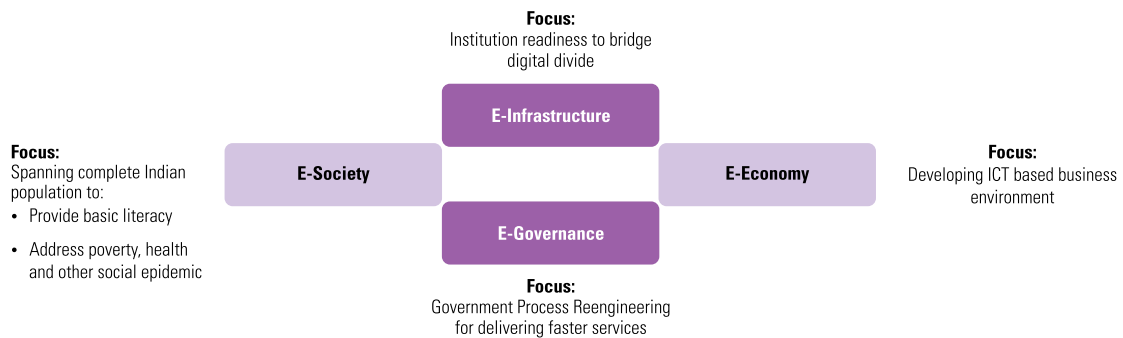 Focus:
Institution readiness to bridge
digital divide
E-Infrastructure
Focus:
Spanning complete Indian
population to:
• Provide basic literacy
• Address poverty, health
and other social epidemic
E-Society
E-Economy
Focus:
Developing ICT based business
environment
E-Governance
Focus:
Government Process Reengineering
for delivering faster services